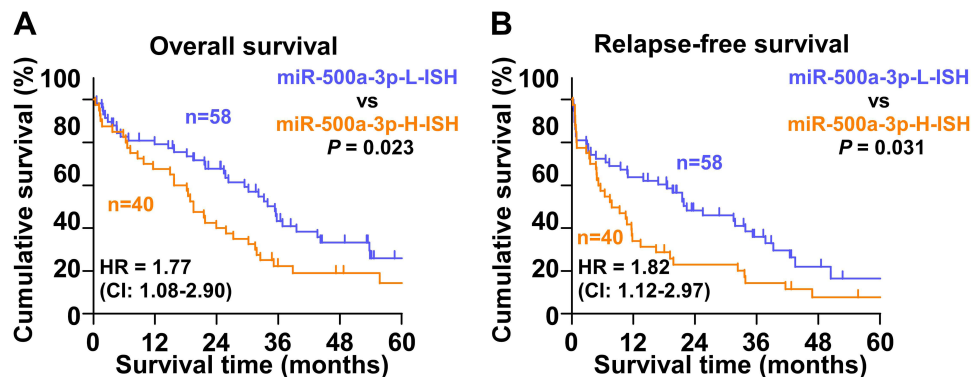 A
Overall survival
Cumulative survival (%)
100
80
60
40
20
0
miR-500a-3p-L-ISH
vs
miR-500a-3p-H-ISH
P = 0.023
n=58
n=40
HR = 1.77
(CI: 1.08-2.90)
0 12 24 36 48 60
Survival time (months)
B
Relapse-free survival
Cumulative survival (%)
100
80
60
40
20
0
miR-500a-3p-L-ISH
vs
miR-500a-3p-H-ISH
P = 0.031
n=58
n=40
HR = 1.82
(CI: 1.12-2.97)
0 12 24 36 48 60
Survival time (months)